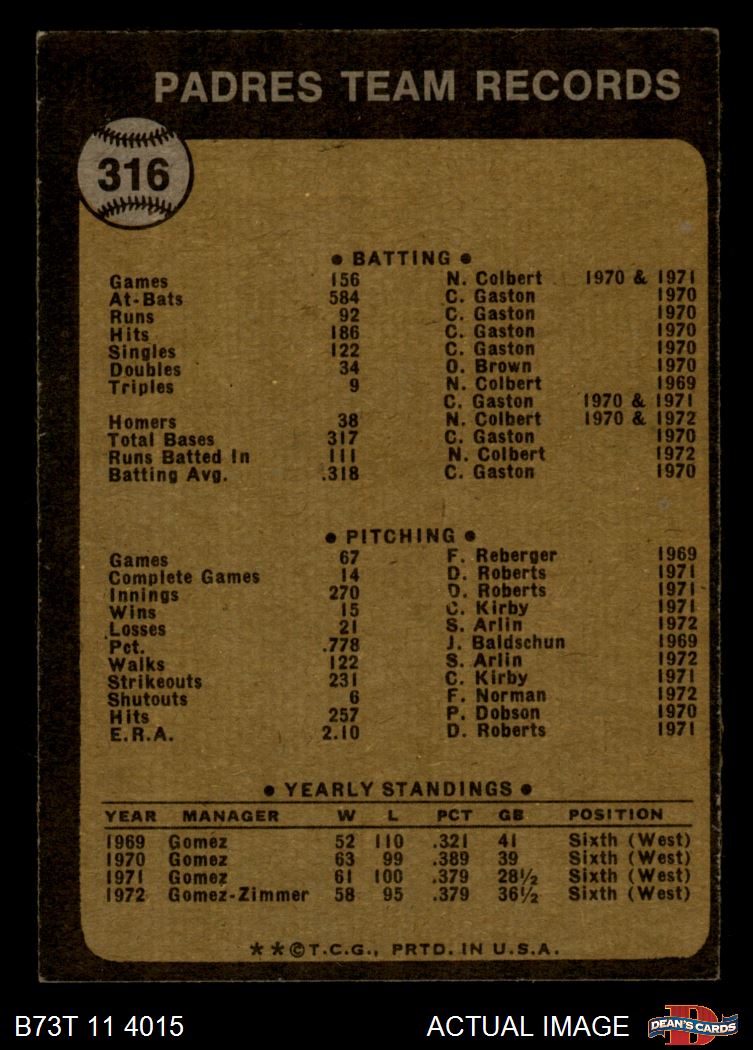 PADRES TEAM RECORDS
316
● BATTING ●
Games 156 N. Colbert 1970 & 1971
At-Bats 584 C. Gaston 1970
Runs 92 C. Gaston 1970
Hits 186 C. Gaston 1970
Singles 122 C. Gaston 1970
Doubles 34 O. Brown 1970
Triples 9 N. Colbert 1969
C. Gaston 1970 & 1971
Homers 38 N. Colbert 1970 & 1972
Total Bases 317 C. Gaston 1970
Runs Batted In 111 N. Colbert 1972
Batting Avg. .318 C. Gaston 1970
● PITCHING ●
Games 67 F. Reberger 1969
Complete Games 14 D. Roberts 1971
Innings 270 D. Roberts 1971
Wins 15 C. Kirby 1971
Losses 21 S. Arlin 1972
Pct. .778 J. Baldschun 1969
Walks 122 S. Arlin 1972
Strikeouts 231 C. Kirby 1971
Shutouts 6 F. Norman 1972
Hits 257 P. Dobson 1970
E.R.A. 2.10 D. Roberts 1971
● YEARLY STANDINGS ●
YEAR MANAGER W L PCT GB POSITION
1969 Gomez 52 110 .321 41 Sixth (West)
1970 Gomez 63 99 .389 39 Sixth (West)
1971 Gomez 61 100 .379 28½ Sixth (West)
1972 Gomez-Zimmer 58 95 .379 36½ Sixth (West)
★★©T.C.G., PRTD. IN U.S.A.
B73T 11 4015 ACTUAL IMAGE DEAN'S CARDS